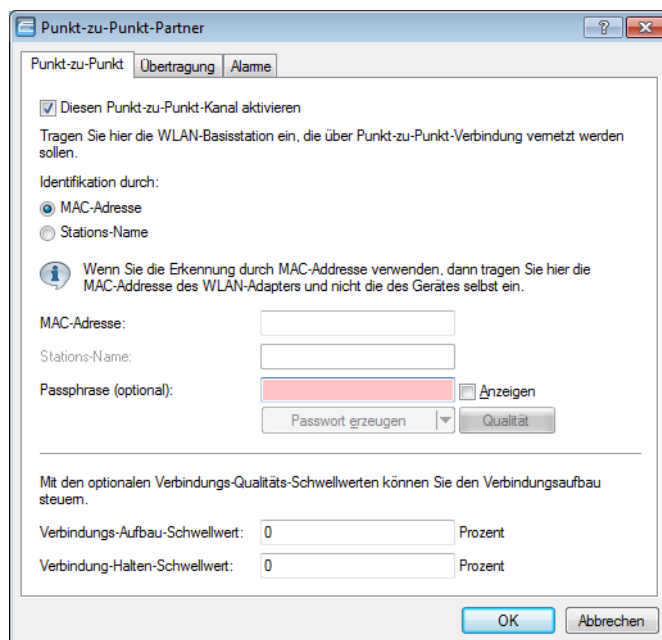 Punkt-zu-Punkt-Partner
Punkt-zu-Punkt Übertragung Alarme
Diesen Punkt-zu-Punkt-Kanal aktivieren
Tragen Sie hier die WLAN-Basisstation ein, die über Punkt-zu-Punkt-Verbindung vernetzt werden
sollen.
Identifikation durch:
MAC-Adresse
Stations-Name
Wenn Sie die Erkennung durch MAC-Addresse verwenden, dann tragen Sie hier die
MAC-Addresse des WLAN-Adapters und nicht die des Gerätes selbst ein.
MAC-Adresse:
Stations-Name:
Passphrase (optional): Anzeigen
Passwort erzeugen Qualität
Mit den optionalen Verbindungs-Qualitäts-Schwellwerten können Sie den Verbindungsaufbau
steuern.
Verbindungs-Aufbau-Schwellwert: 0 Prozent
Verbindung-Halten-Schwellwert: 0 Prozent
OK Abbrechen